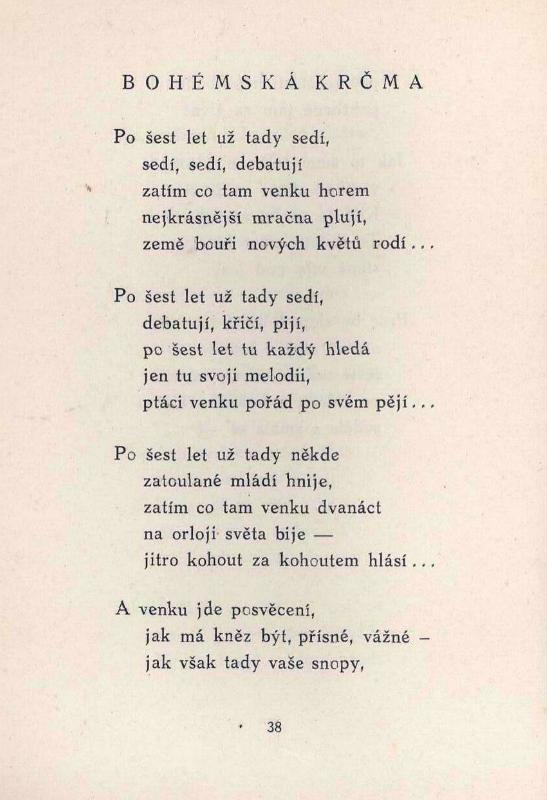 BOHÉMSKÁ KRČMA
Po šest let už tady sedí,
sedí, sedí, debatují
zatím co tam venku horem
nejkrásnější mračna plují,
země bouři nových květů rodí...
Po šest let už tady sedí,
debatují, křičí, pijí,
po šest let tu každý hledá
jen tu svoji melodii,
ptáci venku pořád po svém pějí...
Po šest let už tady někde
zatoulané mládí hnije,
zatím co tam venku dvanáct
na orloji světa bije —
jitro kohout za kohoutem hlásí...
A venku jde posvěcení,
jak má kněz být, přísné, vážné –
jak však tady vaše snopy,
38